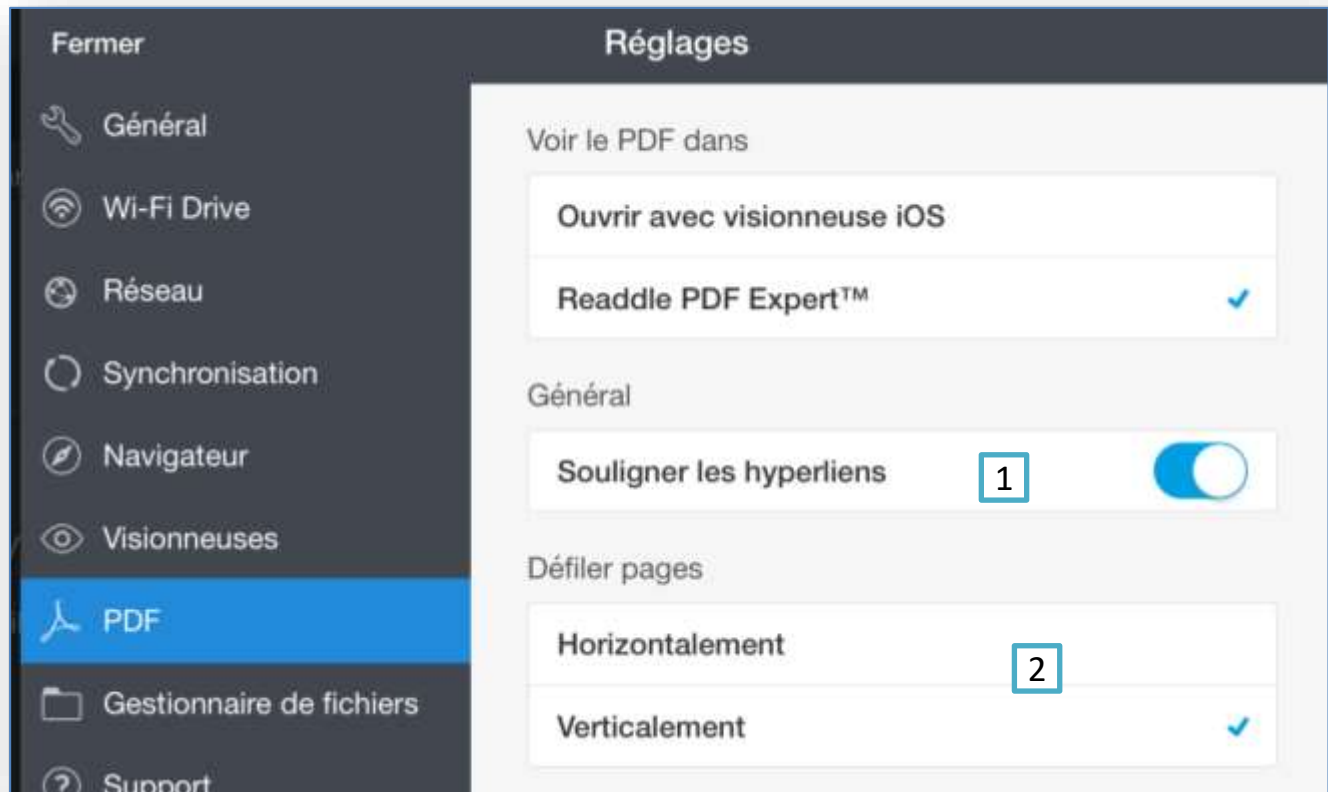 Fermer
Réglages
Général
Wi-Fi Drive
Réseau
Synchronisation
Navigateur
Visionneuses
PDF
Gestionnaire de fichiers
Support
Voir le PDF dans
Ouvrir avec visionneuse iOS
Readdle PDF Expert™
Général
Souligner les hyperliens 1
Défiler pages
Horizontalement
2
Verticalement